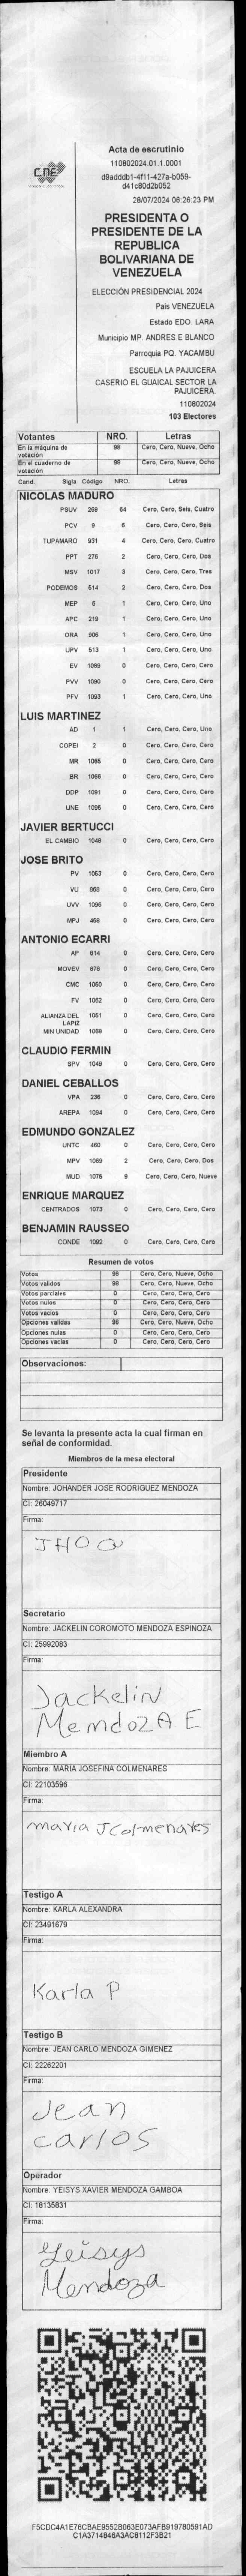 CNE
Acta de escrutinio
110802024.01.1.0001
d9adddb1-4f11-427a-b059-
d41c80d2b052
28/07/2024 06:26:23 PM
PRESIDENTA O
PRESIDENTE DE LA
REPUBLICA
BOLIVARIANA DE
VENEZUELA
ELECCIÓN PRESIDENCIAL 2024
Pais VENEZUELA
Estado EDO. LARA
Municipio MP. ANDRES E BLANCO
Parroquia PQ. YACAMBU
ESCUELA LA PAJUICERA
CASERIO EL GUAICAL SECTOR LA
PAJUICERA.
110802024
103 Electores
Votantes NRO. Letras
En la máquina de votación 98 Cero, Cero, Nueve, Ocho
En el cuaderno de votación 98 Cero, Cero, Nueve, Ocho
Cand. Sigla Código NRO. Letras
NICOLAS MADURO
PSUV 269 64 Cero, Cero, Seis, Cuatro
PCV 9 6 Cero, Cero, Cero, Seis
TUPAMARO 931 4 Cero, Cero, Cero, Cuatro
PPT 276 2 Cero, Cero, Cero, Dos
MSV 1017 3 Cero, Cero, Cero, Tres
PODEMOS 514 2 Cero, Cero, Cero, Dos
MEP 6 1 Cero, Cero, Cero, Uno
APC 219 1 Cero, Cero, Cero, Uno
ORA 806 1 Cero, Cero, Cero, Uno
UPV 513 1 Cero, Cero, Cero, Uno
EV 1089 0 Cero, Cero, Cero, Cero
PVV 1090 0 Cero, Cero, Cero, Cero
PFV 1093 1 Cero, Cero, Cero, Uno
LUIS MARTINEZ
AD 1 1 Cero, Cero, Cero, Uno
COPEI 2 0 Cero, Cero, Cero, Cero
MR 1065 0 Cero, Cero, Cero, Cero
BR 1066 0 Cero, Cero, Cero, Cero
DDP 1091 0 Cero, Cero, Cero, Cero
UNE 1095 0 Cero, Cero, Cero, Cero
JAVIER BERTUCCI
EL CAMBIO 1048 0 Cero, Cero, Cero, Cero
JOSE BRITO
PV 1053 0 Cero, Cero, Cero, Cero
VU 868 0 Cero, Cero, Cero, Cero
UVV 1096 0 Cero, Cero, Cero, Cero
MPJ 458 0 Cero, Cero, Cero, Cero
ANTONIO ECARRI
AP 814 0 Cero, Cero, Cero, Cero
MOVEV 878 0 Cero, Cero, Cero, Cero
CMC 1050 0 Cero, Cero, Cero, Cero
FV 1062 0 Cero, Cero, Cero, Cero
ALIANZA DEL LAPIZ 1051 0 Cero, Cero, Cero, Cero
MIN UNIDAD 1069 0 Cero, Cero, Cero, Cero
CLAUDIO FERMIN
SPV 1049 0 Cero, Cero, Cero, Cero
DANIEL CEBALLOS
VPA 236 0 Cero, Cero, Cero, Cero
AREPA 1094 0 Cero, Cero, Cero, Cero
EDMUNDO GONZALEZ
UNTC 460 0 Cero, Cero, Cero, Cero
MPV 1069 2 Cero, Cero, Cero, Dos
MUD 1075 9 Cero, Cero, Cero, Nueve
ENRIQUE MARQUEZ
CENTRADOS 1073 0 Cero, Cero, Cero, Cero
BENJAMIN RAUSSEO
CONDE 1092 0 Cero, Cero, Cero, Cero
Resumen de votos
Votos 98 Cero, Cero, Nueve, Ocho
Votos validos 98 Cero, Cero, Nueve, Ocho
Votos parciales 0 Cero, Cero, Cero, Cero
Votos nulos 0 Cero, Cero, Cero, Cero
Votos vacios 0 Cero, Cero, Cero, Cero
Opciones validas 98 Cero, Cero, Nueve, Ocho
Opciones nulas 0 Cero, Cero, Cero, Cero
Opciones vacias 0 Cero, Cero, Cero, Cero
Observaciones:
Se levanta la presente acta la cual firman en
señal de conformidad.
Miembros de la mesa electoral
Presidente
Nombre: JOHANDER JOSE RODRIGUEZ MENDOZA
CI: 26049717
Firma:
Secretario
Nombre: JACKELIN COROMOTO MENDOZA ESPINOZA
CI: 25992083
Firma:
Jackelin
MendozA E
Miembro A
Nombre: MARIA JOSEFINA COLMENARES
CI: 22103596
Firma:
maria J Colmenares
Testigo A
Nombre: KARLA ALEXANDRA
CI: 23491679
Firma:
Karla P
Testigo B
Nombre: JEAN CARLO MENDOZA GIMENEZ
CI: 22262201
Firma:
Jean
carlos
Operador
Nombre: YEISYS XAVIER MENDOZA GAMBOA
CI: 18135831
Firma:
Yeisys
Mendoza
F5CDC4A1E76CBAE9552B063E073AFB919780591AD
C1A3714846A3AC8112F3B21